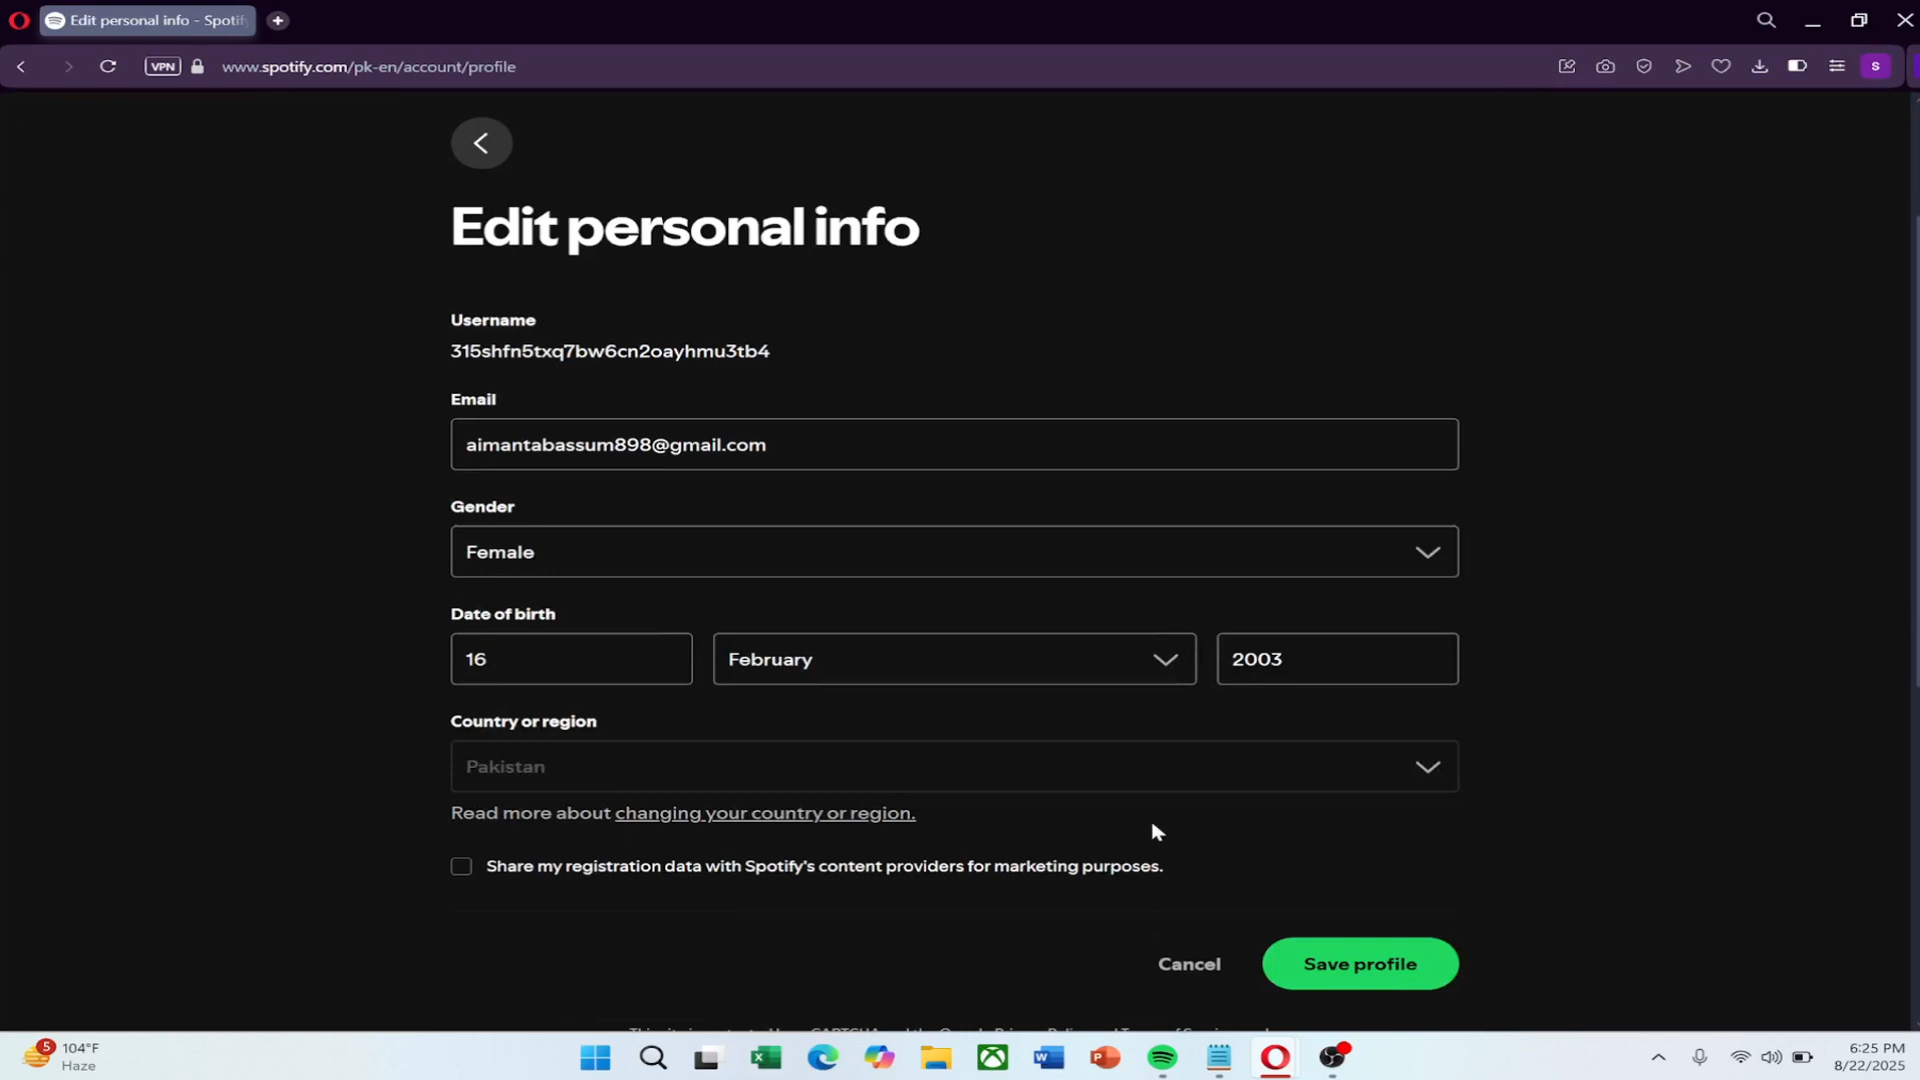 Edit personal info - Spotif
VPN
www.spotify.com/pk-en/account/profile
S
Edit personal info
Username
315shfn5txq7bw6cn2oayhmu3tb4
Email
aimantabassum898@gmail.com
Gender
Female
Date of birth
16
February
2003
Country or region
Pakistan
Read more about changing your country or region.
Share my registration data with Spotify's content providers for marketing purposes.
Cancel
Save profile
5
104°F
Haze
6:25 PM
8/22/2025